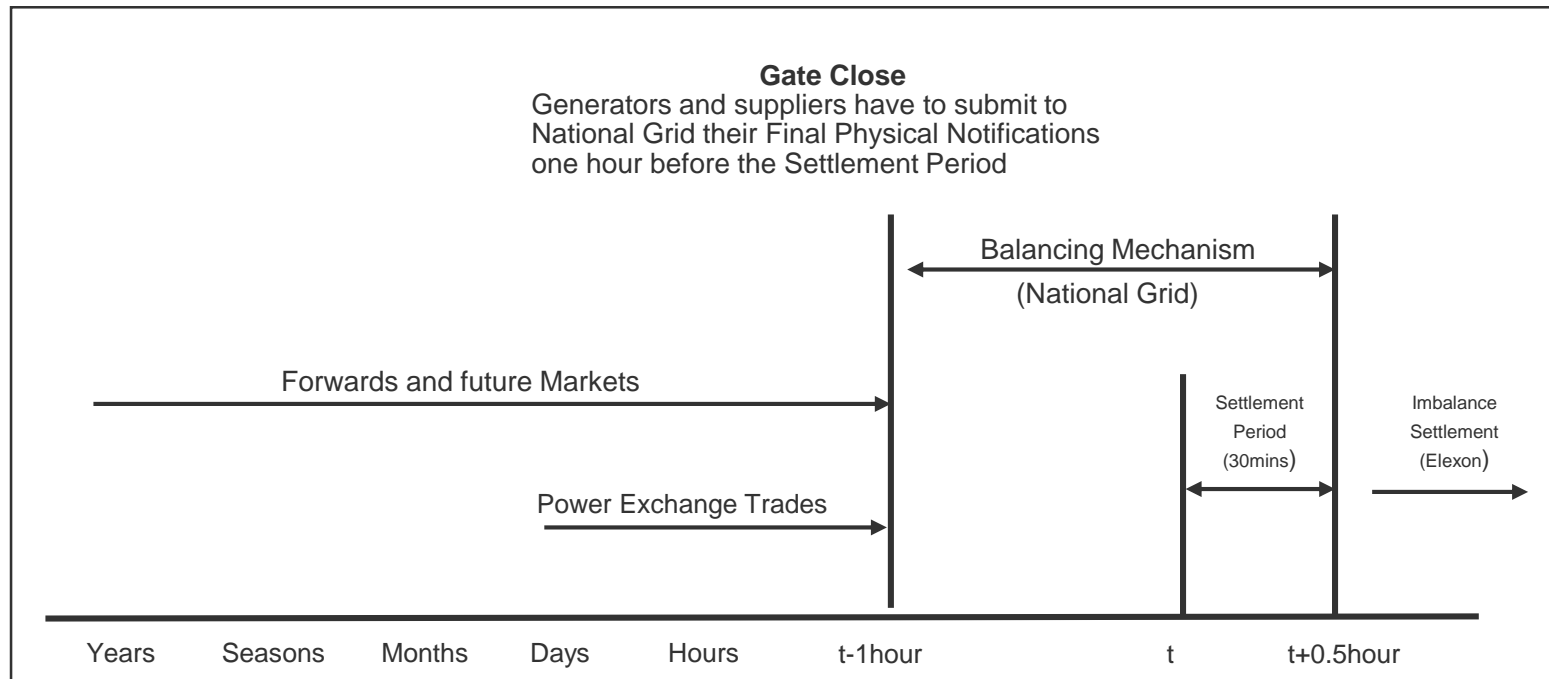 Gate Close
Generators and suppliers have to submit to
National Grid their Final Physical Notifications
one hour before the Settlement Period
Balancing Mechanism
(National Grid)
Forwards and future Markets
Settlement
Period
(30mins)
Imbalance
Settlement
(Elexon)
Power Exchange Trades
Years Seasons Months Days Hours t-1hour t t+0.5hour